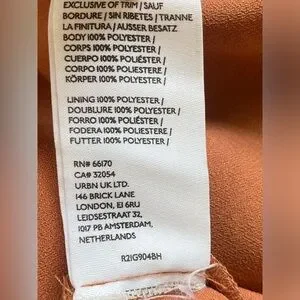 EXCLUSIVE OF TRIM / SAUF
BORDURE / SIN RIBETES / TRANNE
LA FINITURA / AUSSER BESATZ
BODY 100% POLYESTER /
CORPS 100% POLYESTER /
CUERPO 100% POLIÉSTER /
CORPO 100% POLIESTERE /
KÖRPER 100% POLYESTER /
LINING 100% POLYESTER /
DOUBLURE 100% POLYESTER /
FORRO 100% POLIÉSTER /
FODERA 100% POLIESTERE /
FUTTER 100% POLYESTER /
RN# 66170
CA# 32054
URBN UK LTD.
146 BRICK LANE
LONDON, E1 6RU
LEIDSESTRAAT 32,
1017 PB AMSTERDAM,
NETHERLANDS
R21G904BH